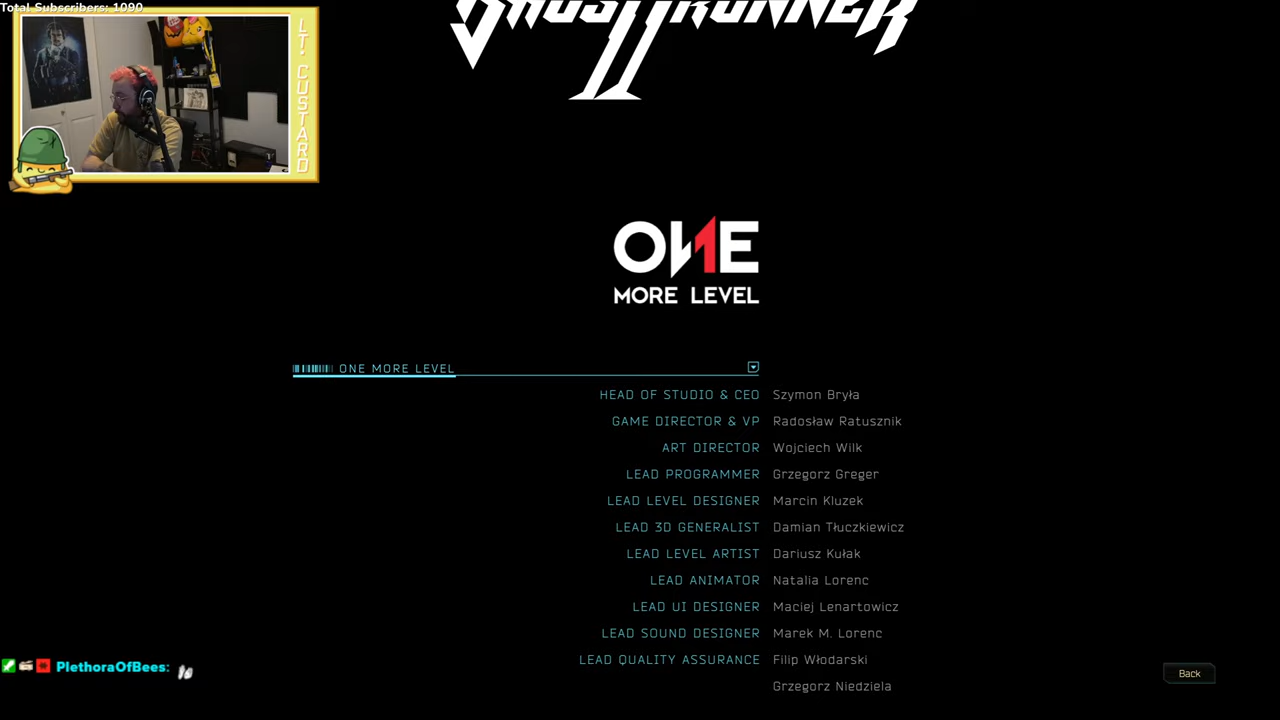 Total Subscribers: 1090
LT. CUSTARD
GHOSTRUNNER
II
ONE
MORE LEVEL
ONE MORE LEVEL
HEAD OF STUDIO & CEO Szymon Bryła
GAME DIRECTOR & VP Radosław Ratusznik
ART DIRECTOR Wojciech Wilk
LEAD PROGRAMMER Grzegorz Greger
LEAD LEVEL DESIGNER Marcin Kluzek
LEAD 3D GENERALIST Damian Tłuczkiewicz
LEAD LEVEL ARTIST Dariusz Kułak
LEAD ANIMATOR Natalia Lorenc
LEAD UI DESIGNER Maciej Lenartowicz
LEAD SOUND DESIGNER Marek M. Lorenc
LEAD QUALITY ASSURANCE Filip Włodarski
Grzegorz Niedziela
PlethoraOfBees:
Back